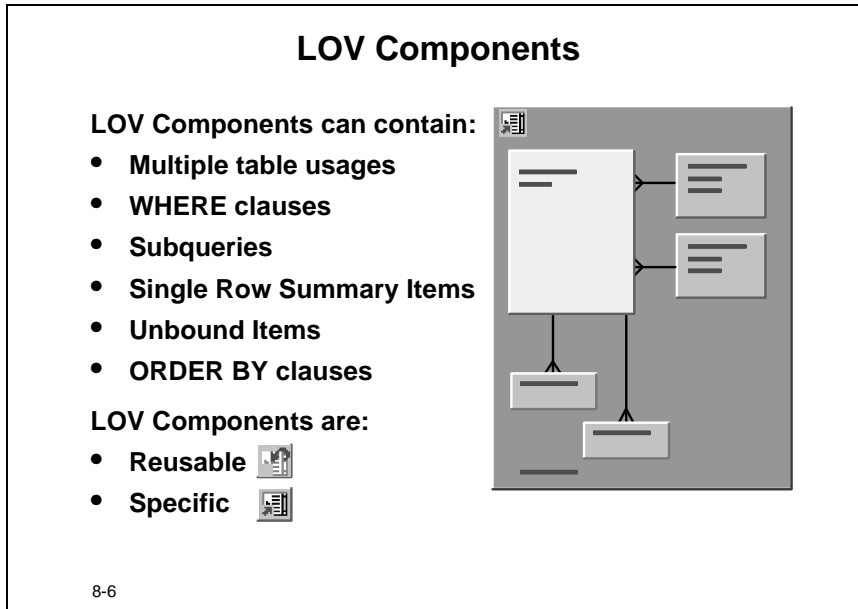 LOV Components
LOV Components can contain:
• Multiple table usages
• WHERE clauses
• Subqueries
• Single Row Summary Items
• Unbound Items
• ORDER BY clauses
LOV Components are:
• Reusable
• Specific
8-6